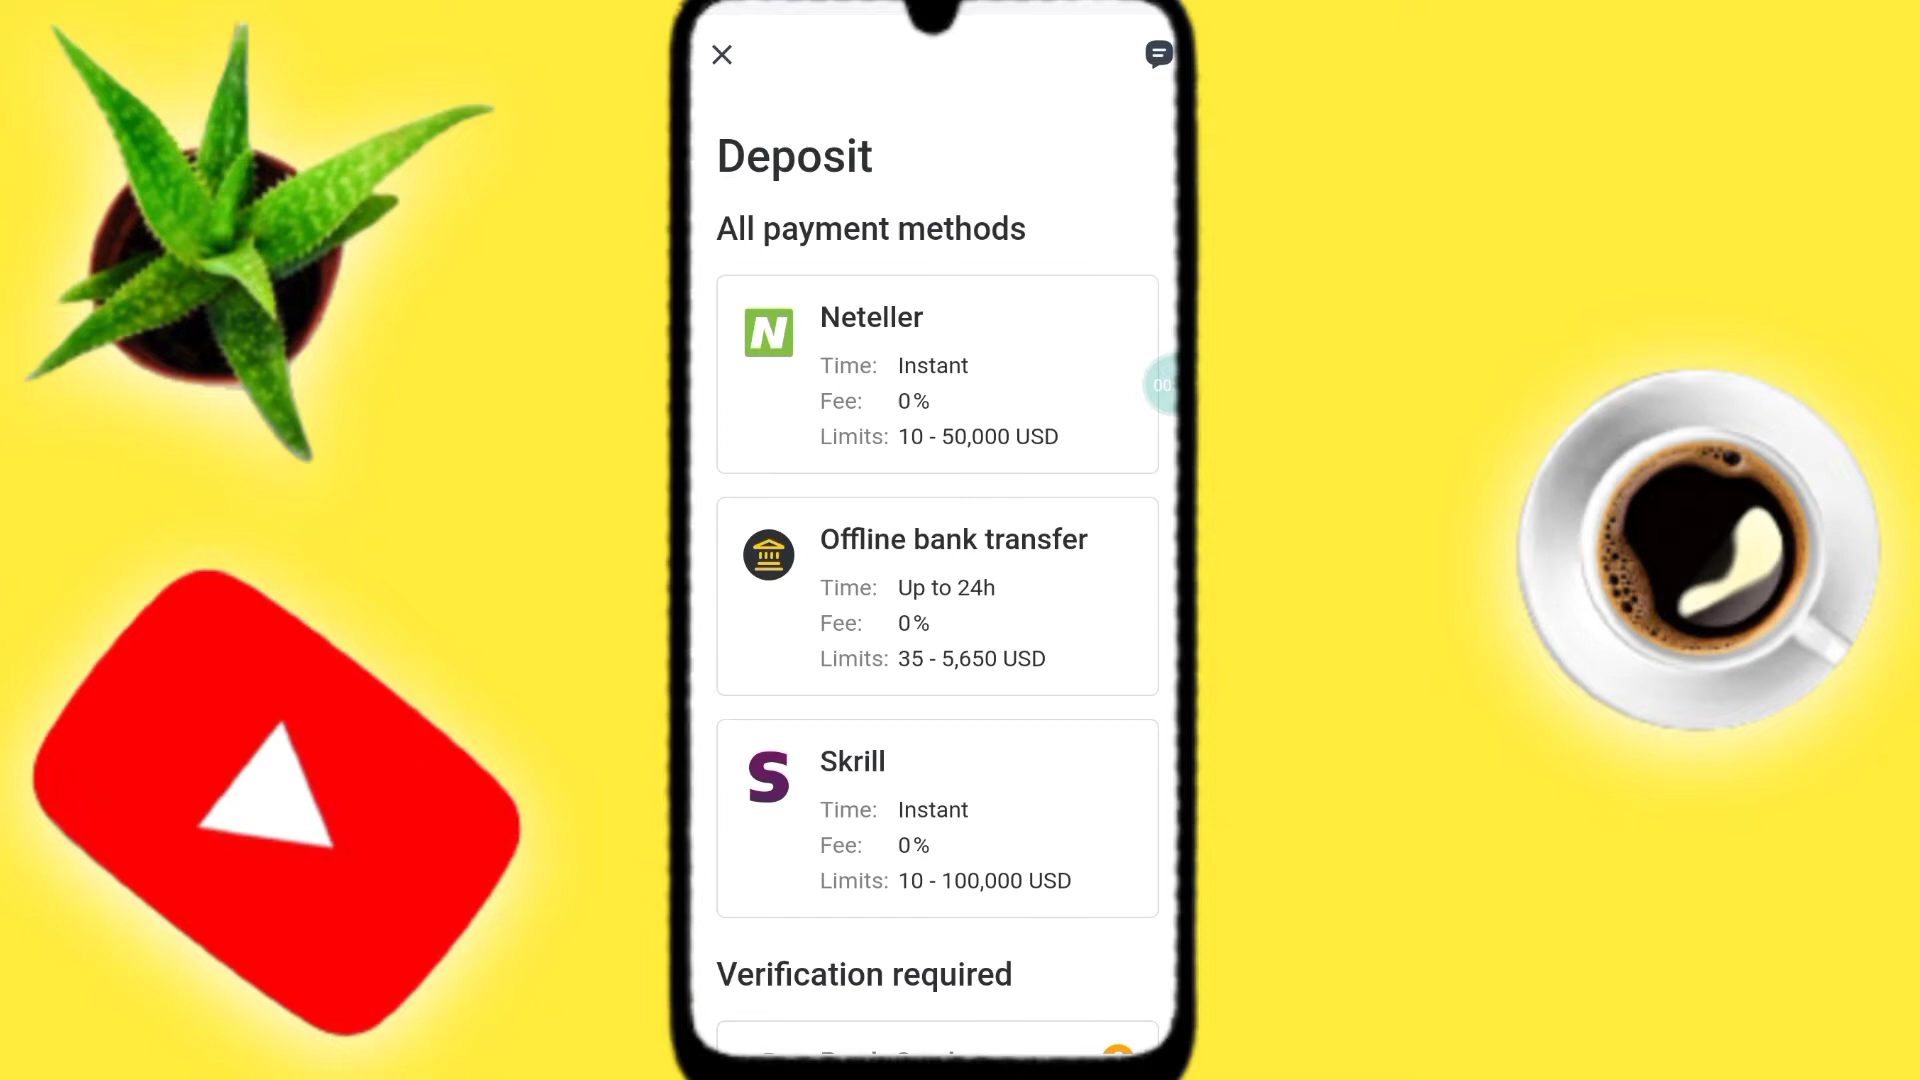 Deposit
All payment methods
Neteller
Time: Instant
Fee: 0%
Limits: 10 - 50,000 USD
00
Offline bank transfer
Time: Up to 24h
Fee: 0%
Limits: 35 - 5,650 USD
Skrill
Time: Instant
Fee: 0%
Limits: 10 - 100,000 USD
Verification required